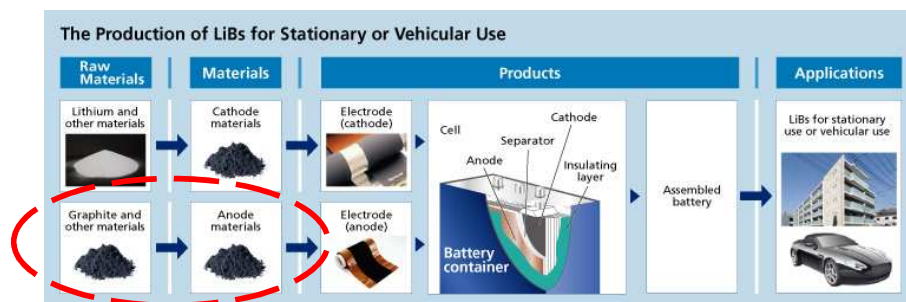 The Production of LiBs for Stationary or Vehicular Use
Raw
Materials
Materials
Products
Applications
Lithium and
other materials
Cathode
materials
Electrode
(cathode)
Cell
Cathode
Separator
Anode
Insulating
layer
Battery
container
Assembled
battery
LiBs for stationary
use or vehicular use
Graphite and
other materials
Anode
materials
Electrode
(anode)